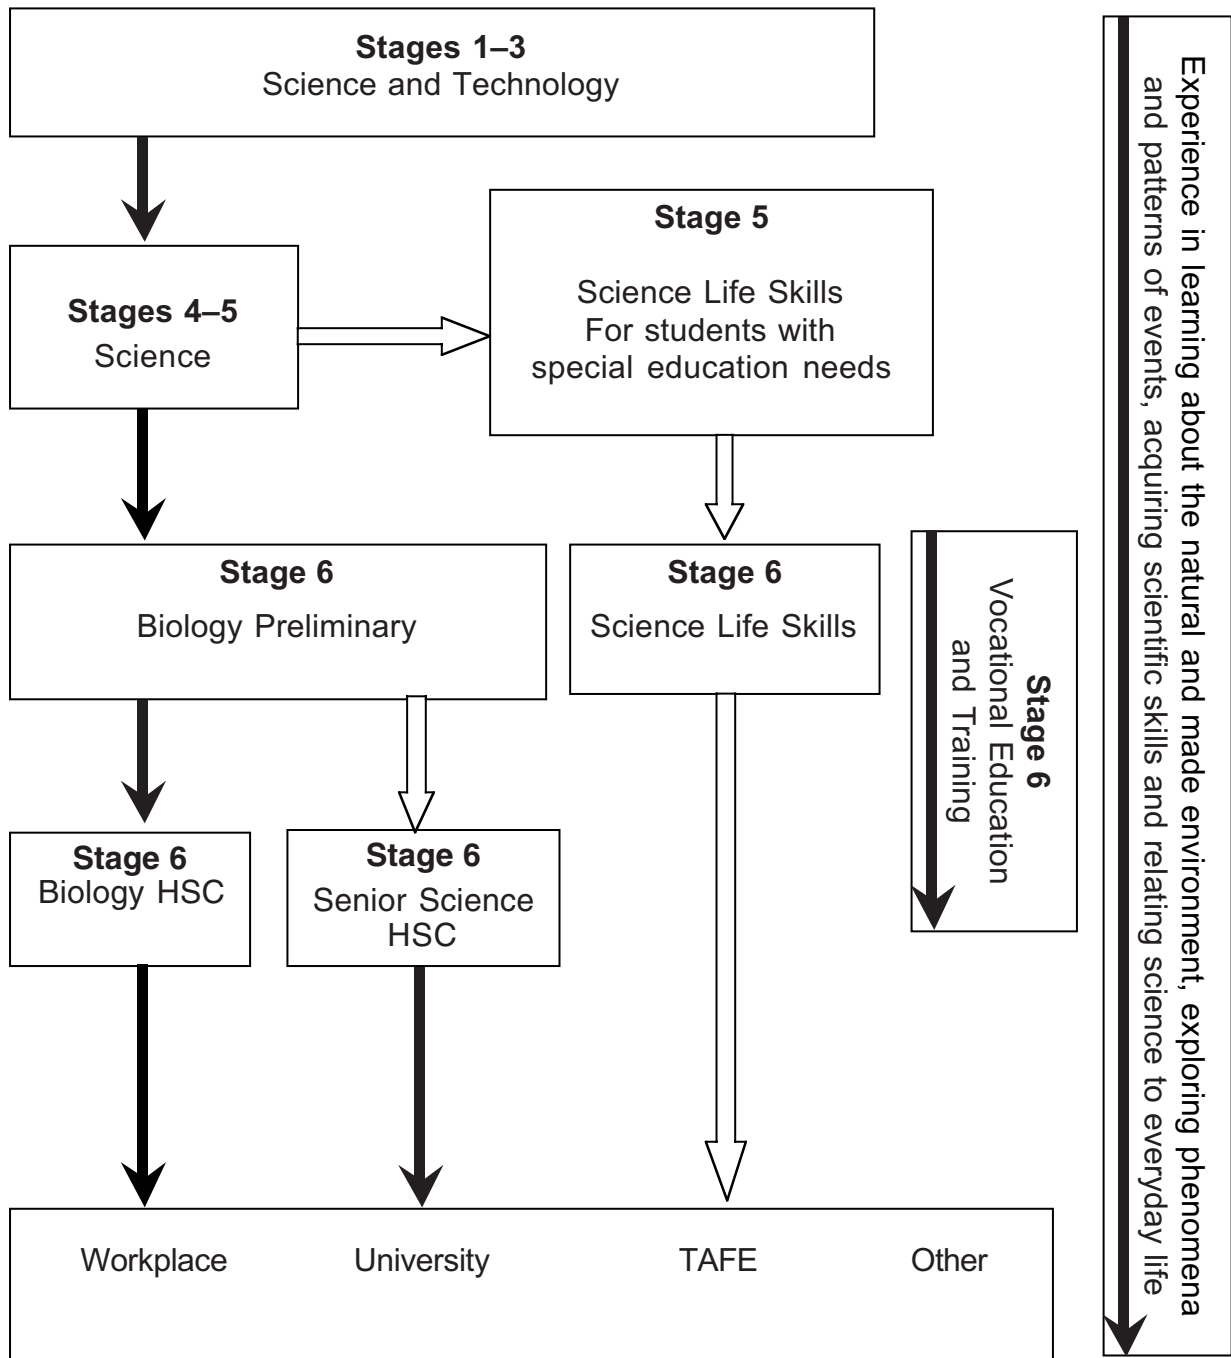 Stages 1–3
Science and Technology
Stage 5
Science Life Skills
For students with
special education needs
Stages 4–5
Science
Stage 6
Biology Preliminary
Stage 6
Science Life Skills
Stage 6
Vocational Education
and Training
Stage 6
Biology HSC
Stage 6
Senior Science
HSC
Workplace
University
TAFE
Other
Experience in learning about the natural and made environment, exploring phenomena
and patterns of events, acquiring scientific skills and relating science to everyday life